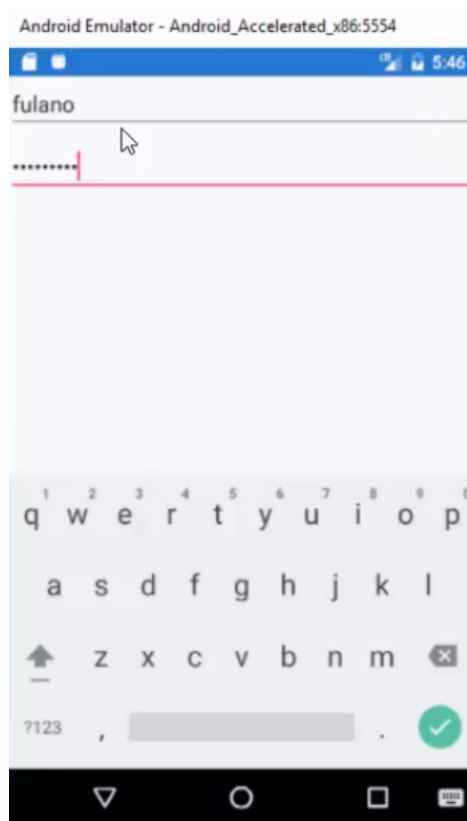 Android Emulator - Android_Accelerated_x86:5554
5:46
fulano
•••••••••
1 2 3 4 5 6 7 8 9
q w e r t y u i o p
a s d f g h j k l
z x c v b n m
?123 , .